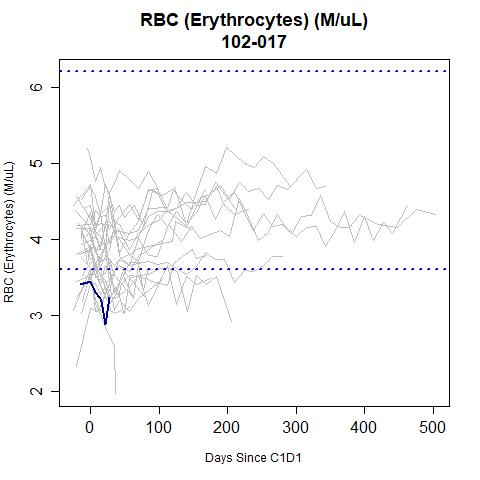 RBC (Erythrocytes) (M/uL)
102-017
RBC (Erythrocytes) (M/uL)
6
5
4
3
2
0 100 200 300 400 500
Days Since C1D1